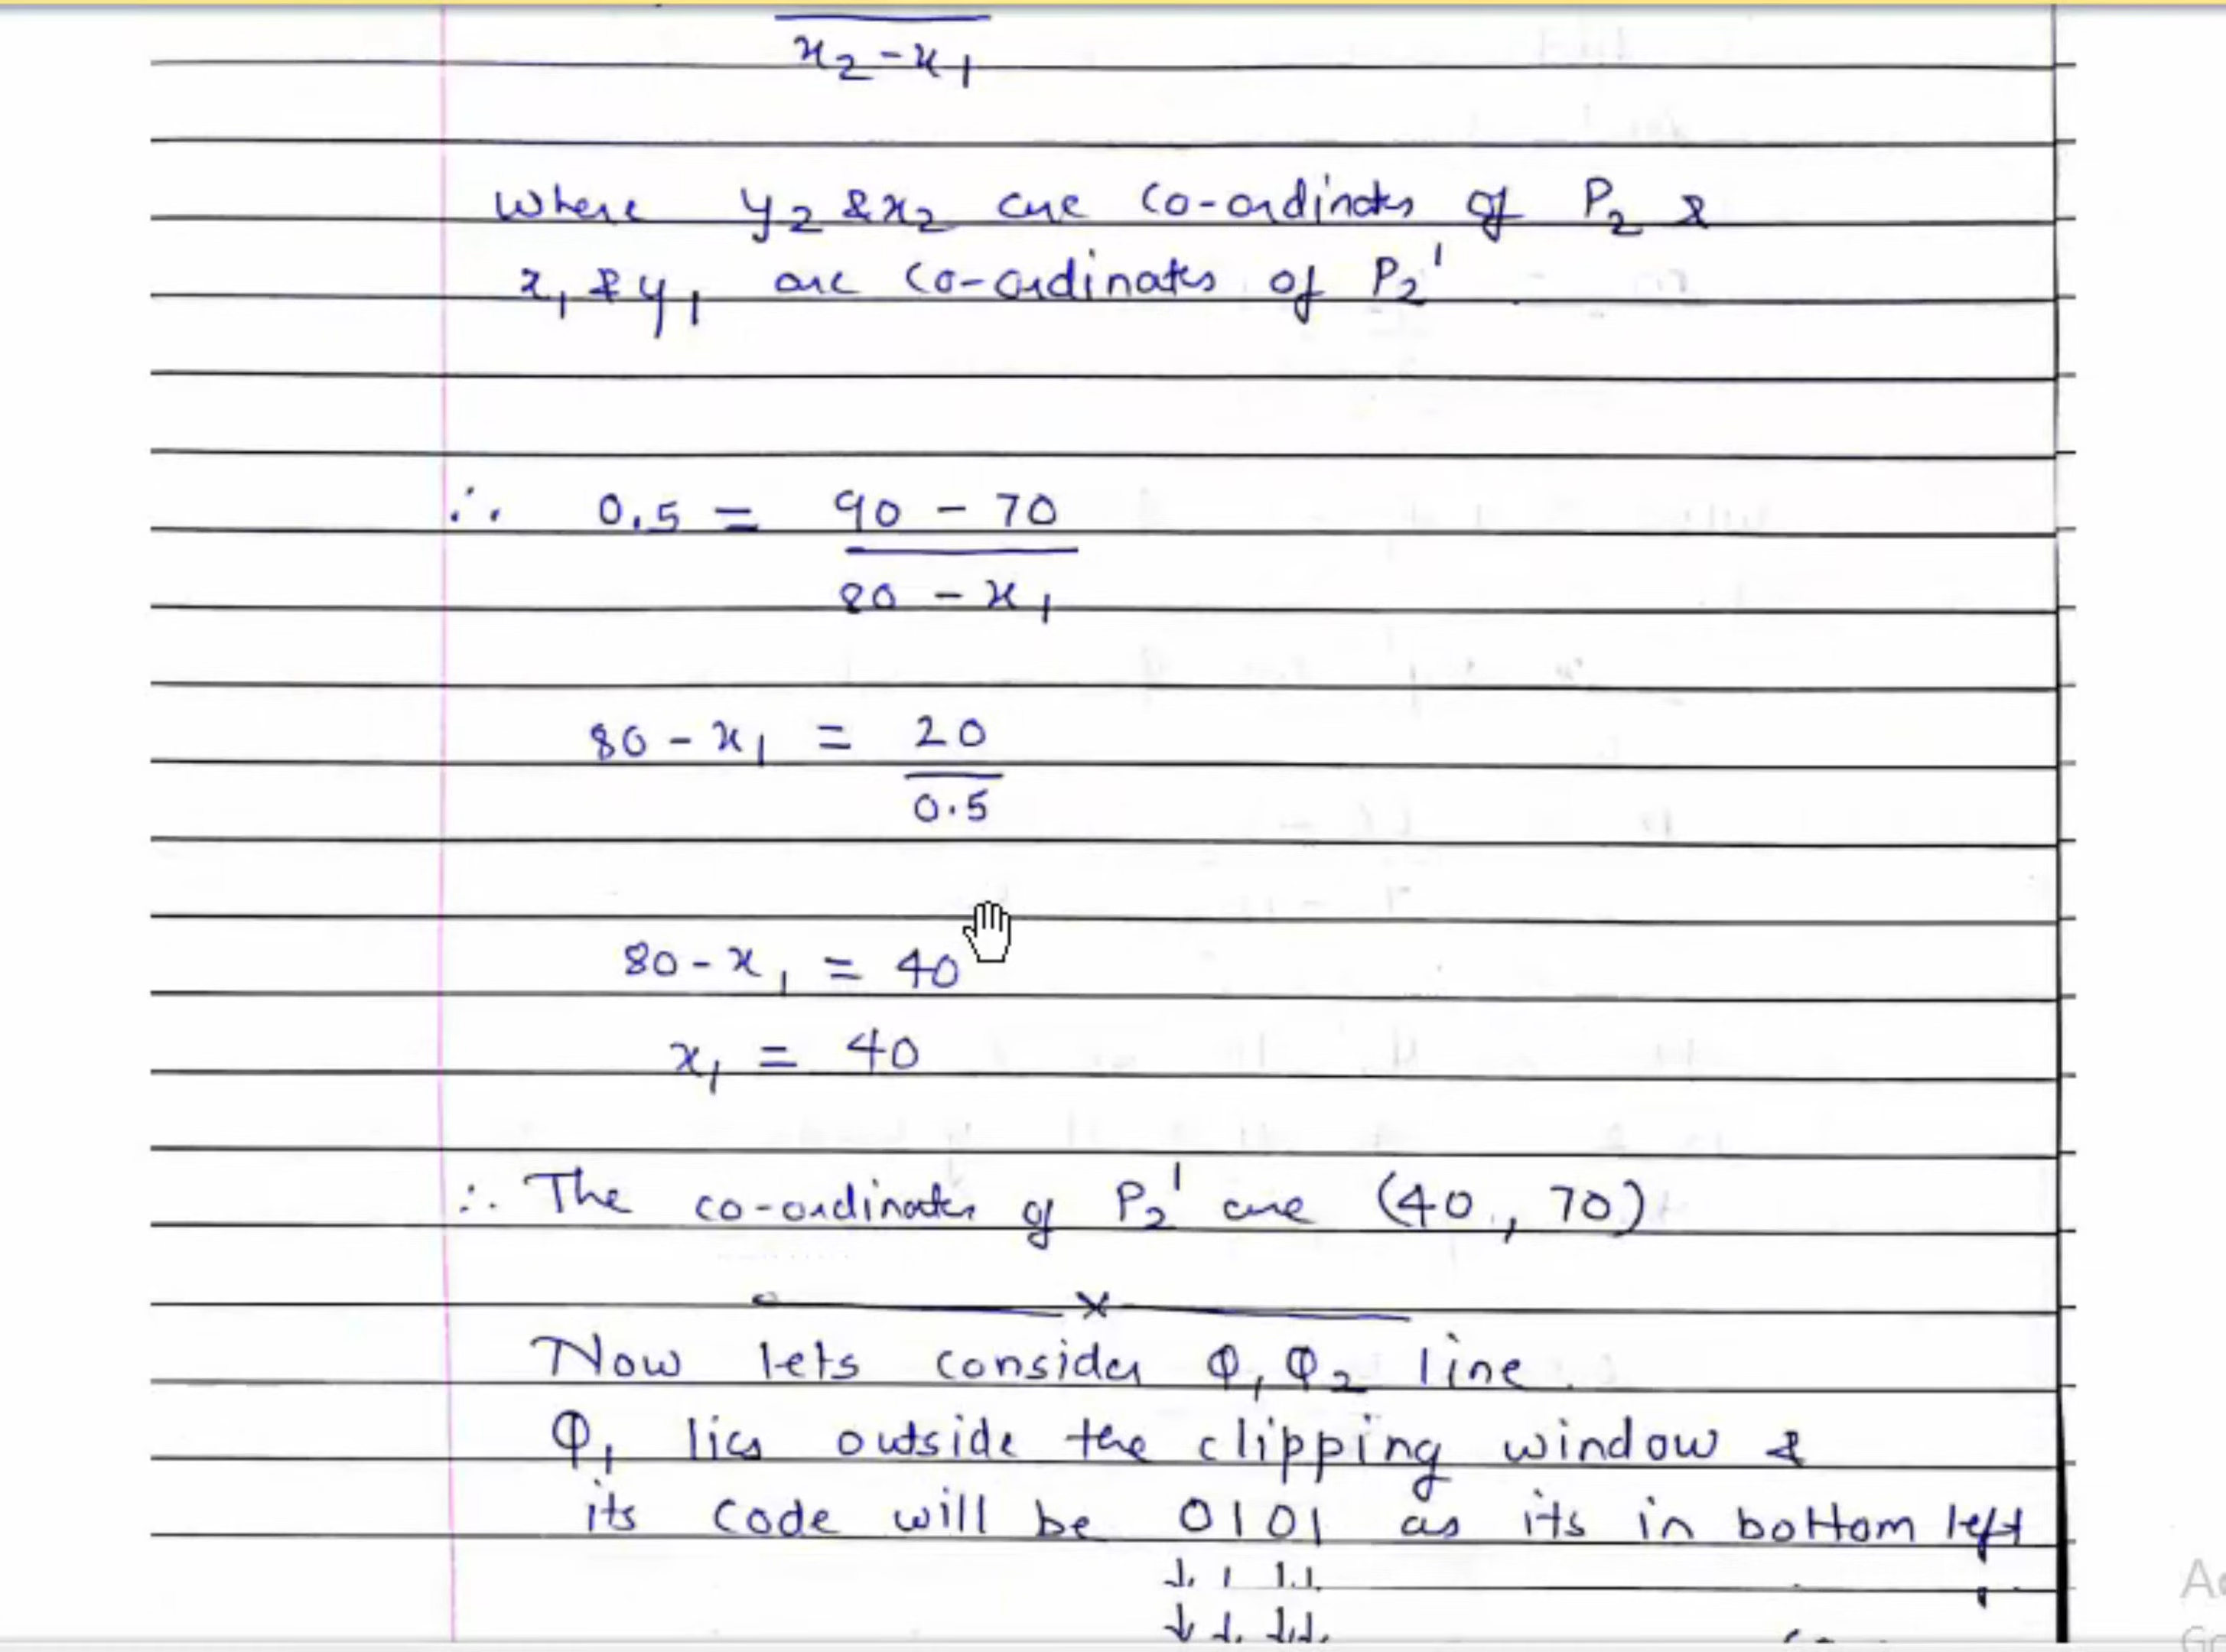 x2 - x1
Where y2 & x2 are co-ordinates of P2 &
x1 & y1 are co-ordinates of P2'
∴ 0.5 = 90 - 70
80 - x1
80 - x1 = 20
0.5
80 - x1 = 40
x1 = 40
∴ The co-ordinates of P2' are (40, 70)
x
Now lets consider Q1 Q2 line.
Q1 lies outside the clipping window &
its code will be 0101 as its in bottom left